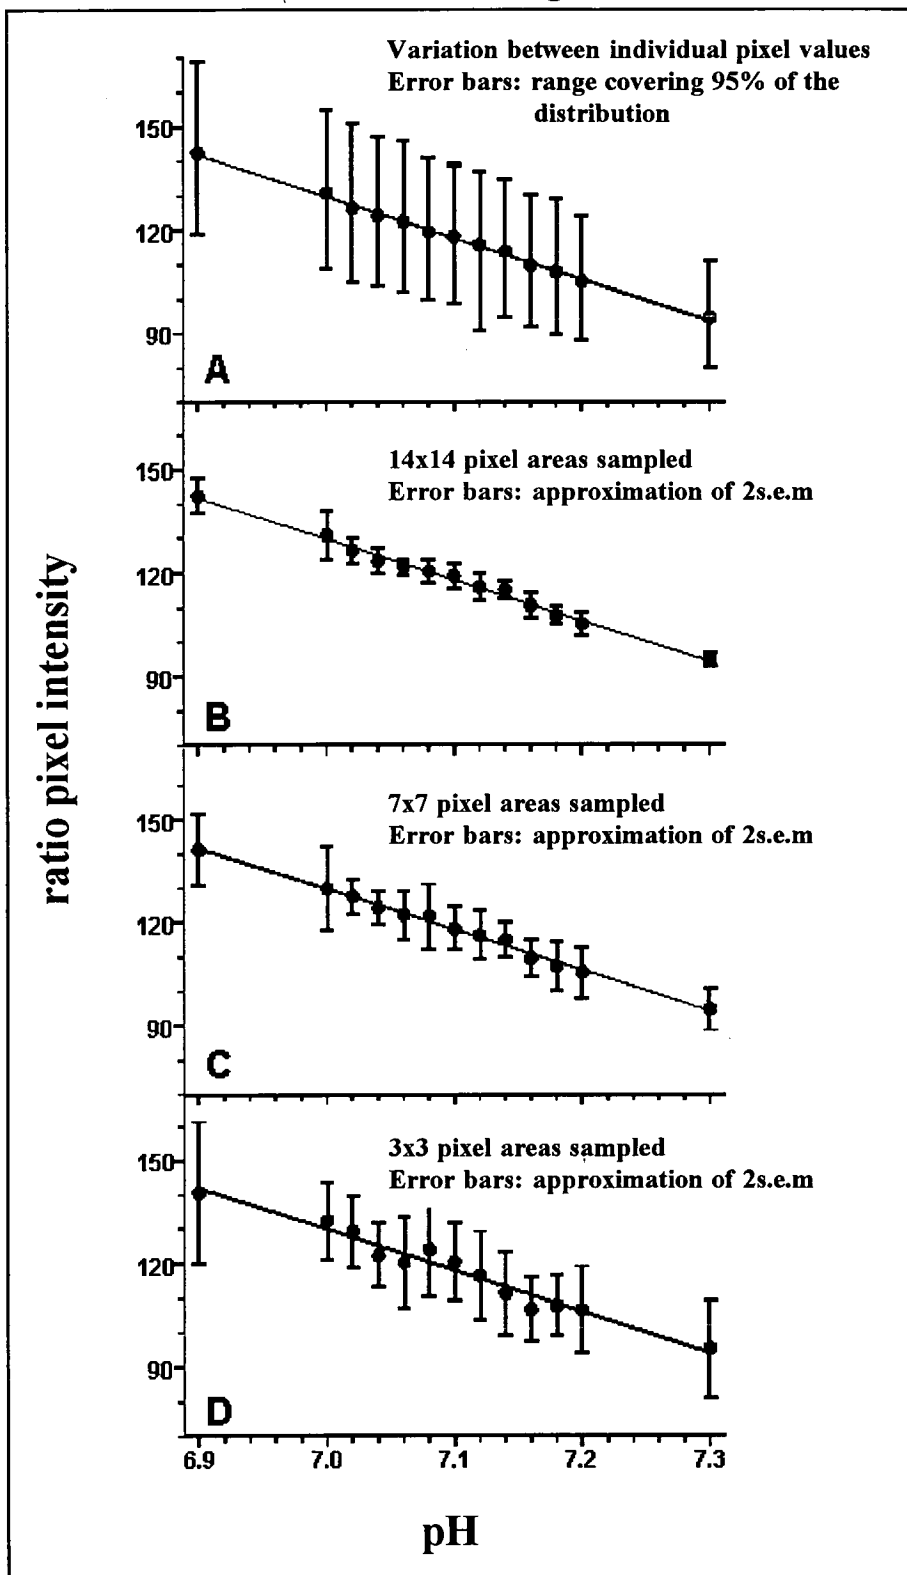 Variation between individual pixel values
Error bars: range covering 95% of the
distribution
150
120
90
A
14x14 pixel areas sampled
Error bars: approximation of 2s.e.m
150
120
90
B
7x7 pixel areas sampled
Error bars: approximation of 2s.e.m
150
120
90
C
3x3 pixel areas sampled
Error bars: approximation of 2s.e.m
150
120
90
D
6.9 7.0 7.1 7.2 7.3
ratio pixel intensity
pH